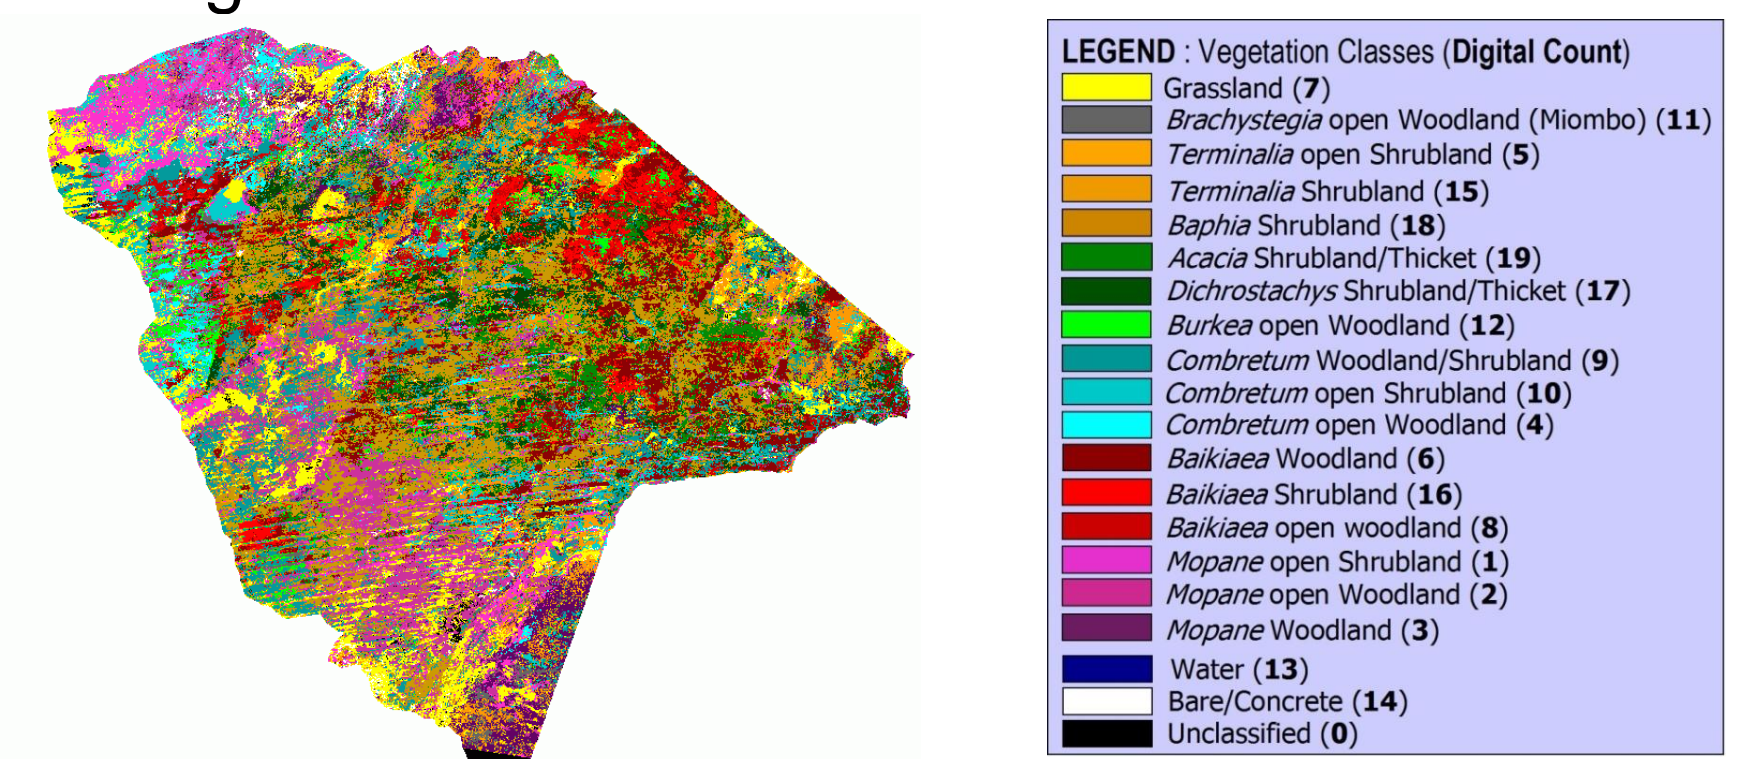 LEGEND : Vegetation Classes (Digital Count)
Grassland (7)
Brachystegia open Woodland (Miombo) (11)
Terminalia open Shrubland (5)
Terminalia Shrubland (15)
Baphia Shrubland (18)
Acacia Shrubland/Thicket (19)
Dichrostachys Shrubland/Thicket (17)
Burkea open Woodland (12)
Combretum Woodland/Shrubland (9)
Combretum open Shrubland (10)
Combretum open Woodland (4)
Baikiaea Woodland (6)
Baikiaea Shrubland (16)
Baikiaea open woodland (8)
Mopane open Shrubland (1)
Mopane open Woodland (2)
Mopane Woodland (3)
Water (13)
Bare/Concrete (14)
Unclassified (0)